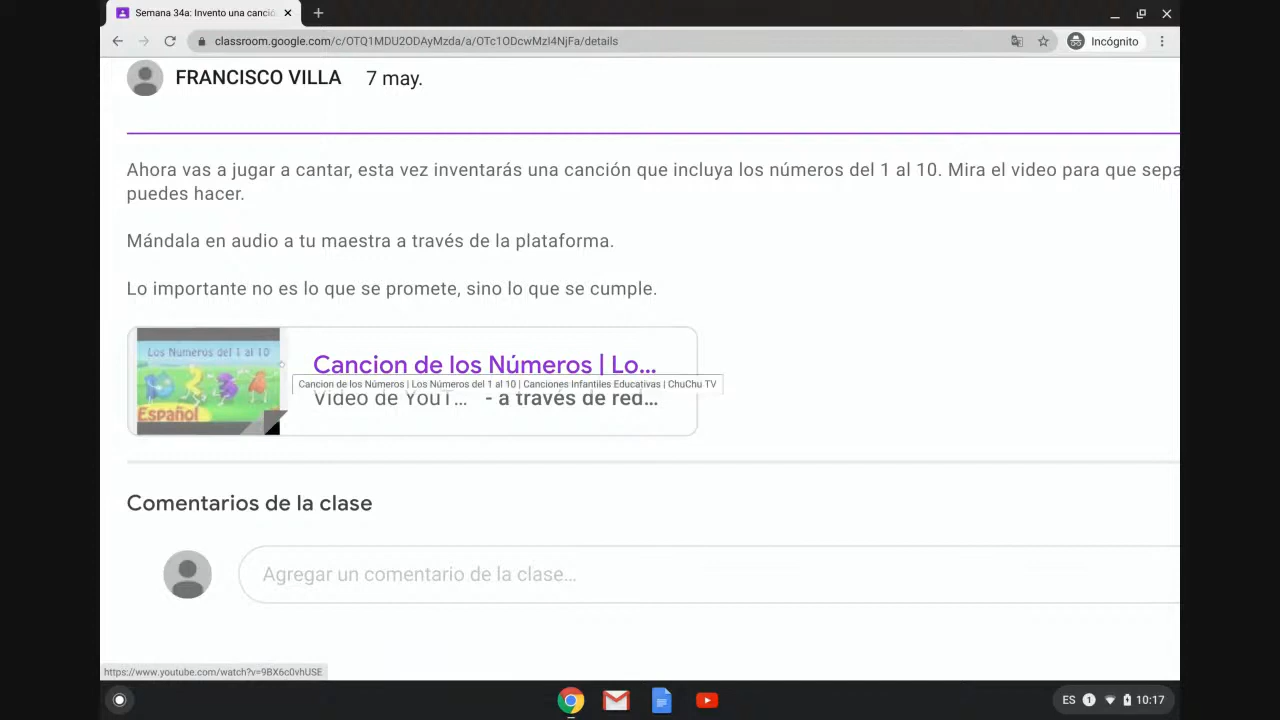 Semana 34a: Invento una canció
classroom.google.com/c/OTQ1MDU2ODAyMzda/a/OTc1ODcwMzI4NjFa/details
Incógnito
FRANCISCO VILLA 7 may.
Ahora vas a jugar a cantar, esta vez inventarás una canción que incluya los números del 1 al 10. Mira el video para que sepa
puedes hacer.
Mándala en audio a tu maestra a través de la plataforma.
Lo importante no es lo que se promete, sino lo que se cumple.
Los Numeros del 1 al 10
Español
Cancion de los Números | Lo...
Cancion de los Números | Los Números del 1 al 10 | Canciones Infantiles Educativas | ChuChu TV
Video de YouT... - a través de red...
Comentarios de la clase
Agregar un comentario de la clase...
https://www.youtube.com/watch?v=9BX6c0vhUSE
ES 1 10:17